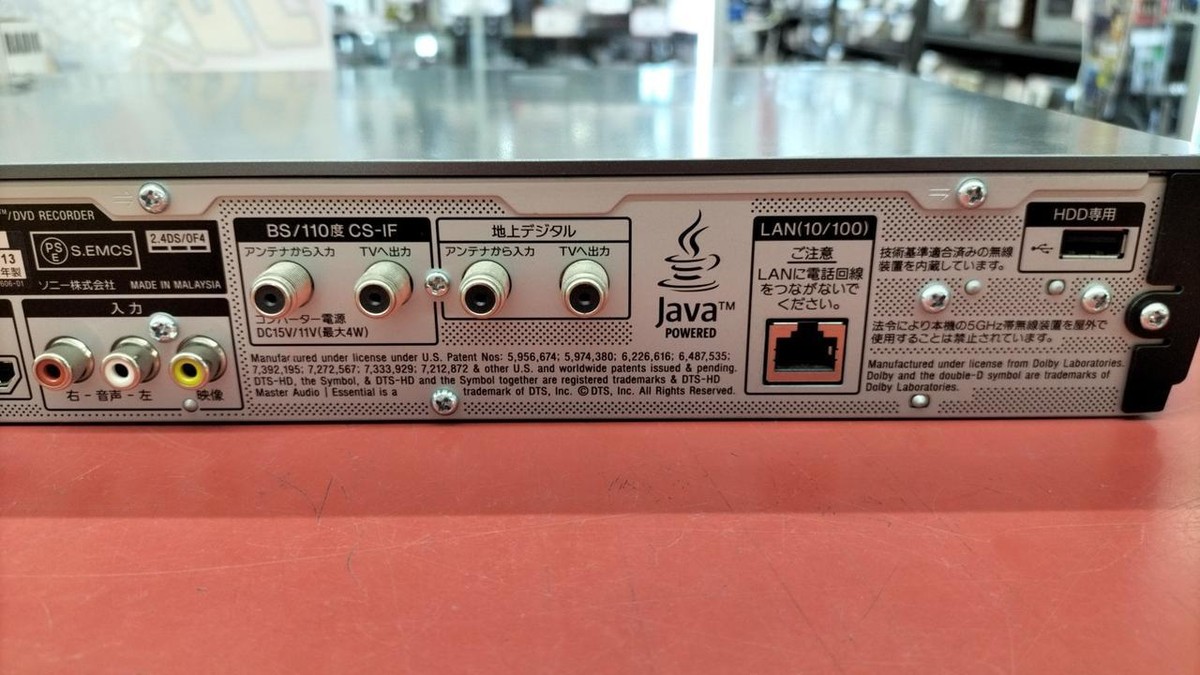 ™/DVD RECORDER
PS
E
S.EMCS
2.4DS/OF4
13
年製
606-01
ソニー株式会社
MADE IN MALAYSIA
入力
右 - 音声 - 左
映像
BS/110度 CS-IF
アンテナから入力
TVへ出力
コンバーター電源
DC15V/11V(最大4W)
地上デジタル
アンテナから入力
TVへ出力
Manufactured under license under U.S. Patent Nos: 5,956,674; 5,974,380; 6,226,616; 6,487,535;
7,392,195; 7,272,567; 7,333,929; 7,212,872 & other U.S. and worldwide patents issued & pending.
DTS-HD, the Symbol, & DTS-HD and the Symbol together are registered trademarks & DTS-HD
Master Audio | Essential is a trademark of DTS, Inc. ©DTS, Inc. All Rights Reserved.
Java™
POWERED
LAN(10/100)
ご注意
LANに電話回線
をつながないで
ください。
技術基準適合済みの無線
装置を内蔵しています。
HDD専用
法令により本機の5GHz帯無線装置を屋外で
使用することは禁止されています。
Manufactured under license from Dolby Laboratories.
Dolby and the double-D symbol are trademarks of
Dolby Laboratories.